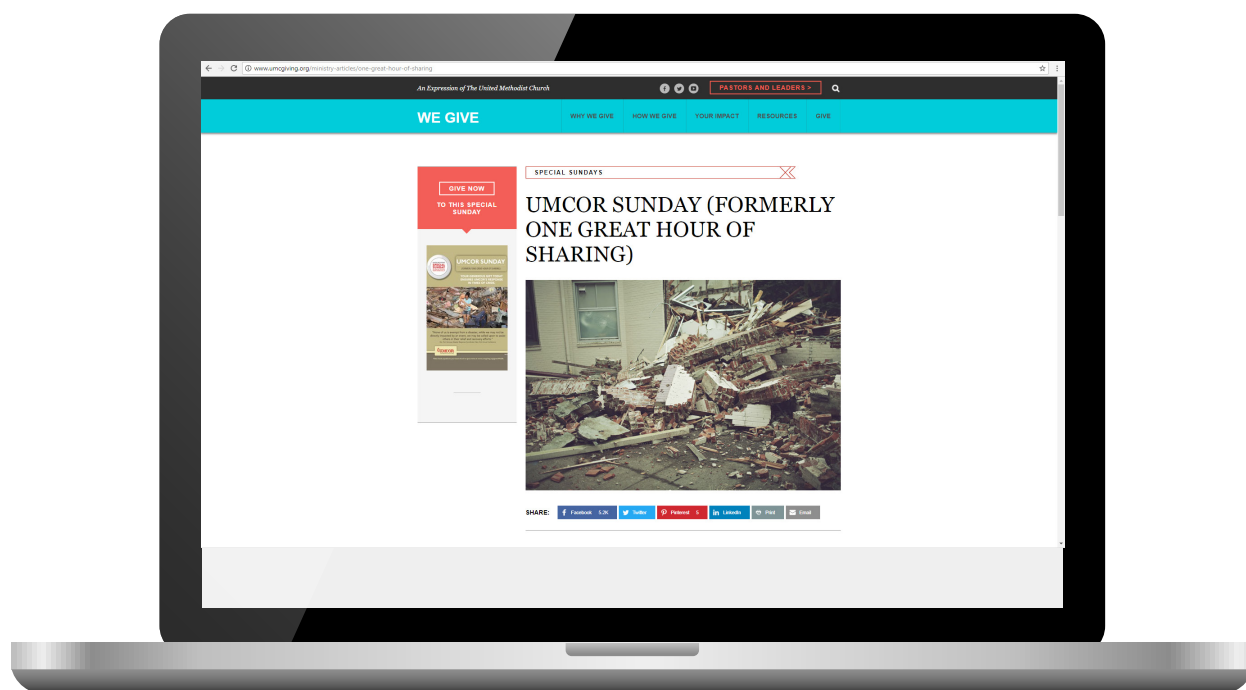 www.umcgiving.org/ministry-articles/one-great-hour-of-sharing
An Expression of The United Methodist Church
PASTORS AND LEADERS >
WE GIVE
WHY WE GIVE
HOW WE GIVE
YOUR IMPACT
RESOURCES
GIVE
GIVE NOW
TO THIS SPECIAL
SUNDAY
UMCOR SUNDAY
SPECIAL SUNDAYS
UMCOR SUNDAY (FORMERLY
ONE GREAT HOUR OF
SHARING)
SHARE:
Facebook 5.2K
Twitter
Pinterest 5
LinkedIn
Print
Email